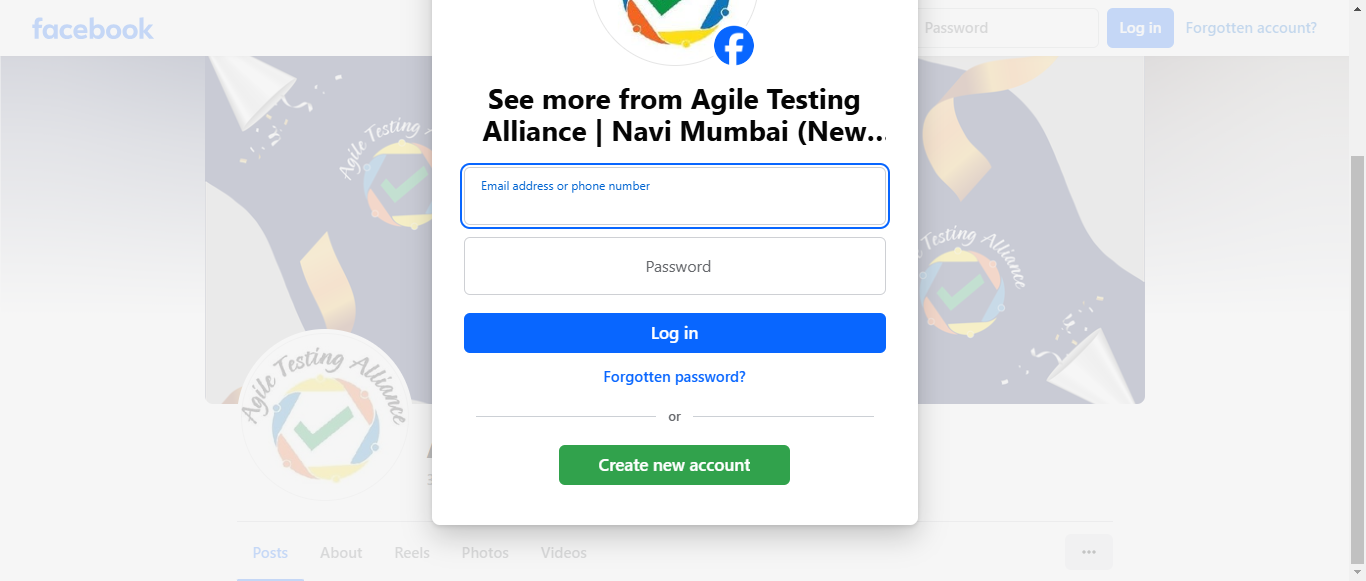 facebook
Password
Log in
Forgotten account?
See more from Agile Testing
Alliance | Navi Mumbai (New...
Email address or phone number
Password
Log in
Forgotten password?
or
Create new account
Agile Testing Alliance
Testing Alliance
Agile Testing Alliance
Posts
About
Reels
Photos
Videos